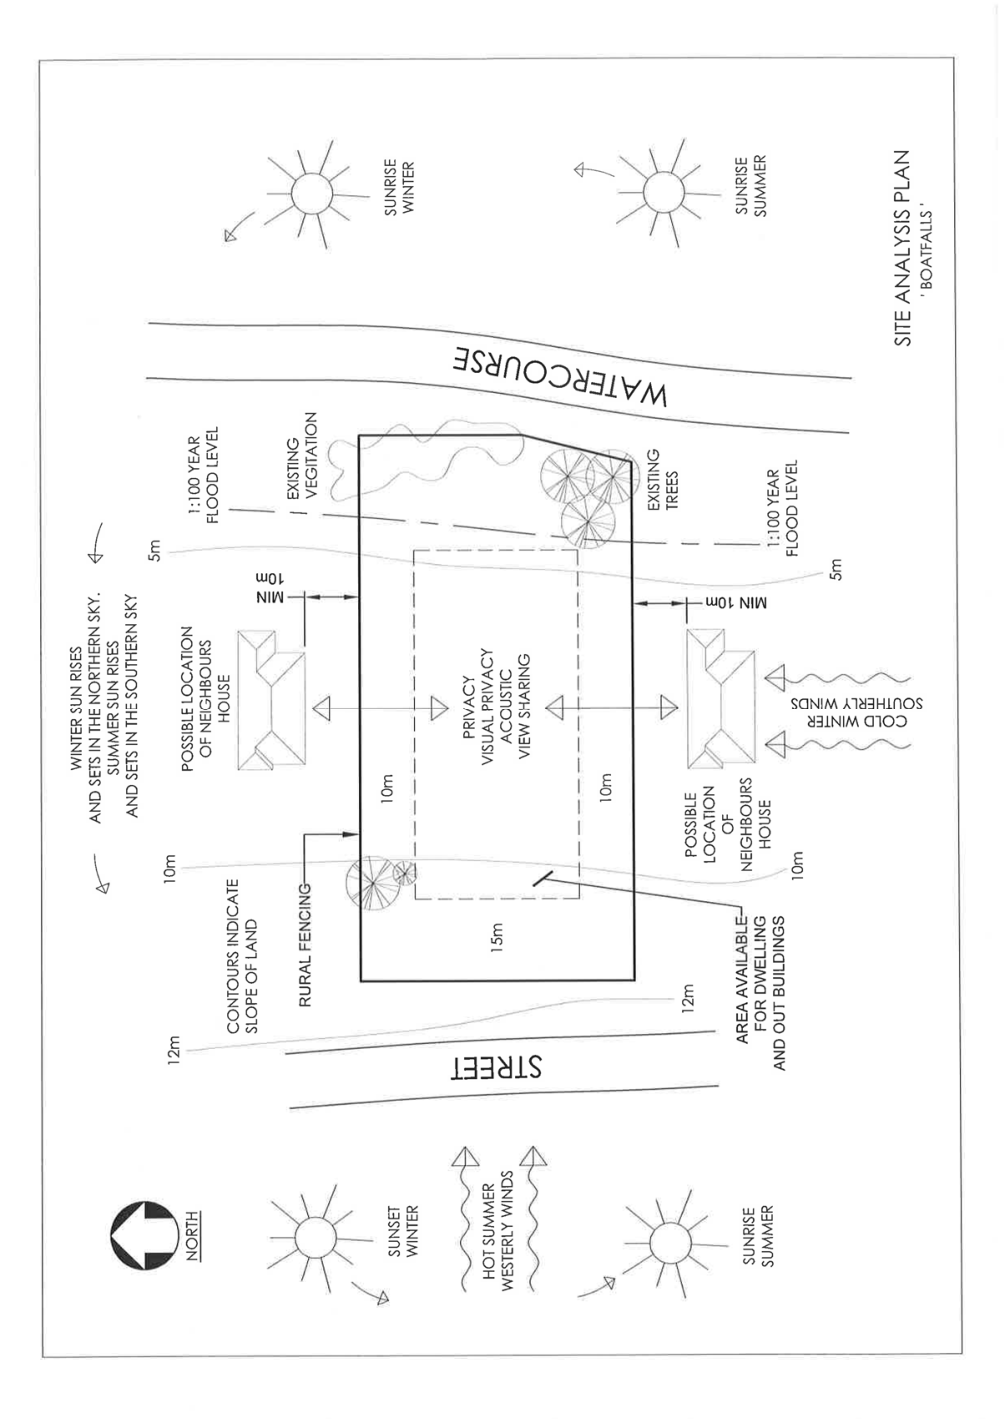 NORTH
WINTER SUN RISES
AND SETS IN THE NORTHERN SKY.
SUMMER SUN RISES
AND SETS IN THE SOUTHERN SKY
12m
10m
5m
1:100 YEAR
FLOOD LEVEL
POSSIBLE LOCATION
OF NEIGHBOURS
HOUSE
CONTOURS INDICATE
SLOPE OF LAND
RURAL FENCING
MIN
10m
EXISTING
VEGITATION
SUNSET
WINTER
SUNRISE
WINTER
HOT SUMMER
WESTERLY WINDS
STREET
15m
10m
PRIVACY
VISUAL PRIVACY
ACOUSTIC
VIEW SHARING
10m
WATERCOURSE
EXISTING
TREES
12m
POSSIBLE
LOCATION
OF
NEIGHBOURS
HOUSE
MIN 10m
AREA AVAILABLE
FOR DWELLING
AND OUT BUILDINGS
10m
5m
1:100 YEAR
FLOOD LEVEL
SUNRISE
SUMMER
SUNRISE
SUMMER
COLD WINTER
SOUTHERLY WINDS
SITE ANALYSIS PLAN
' BOATFALLS '